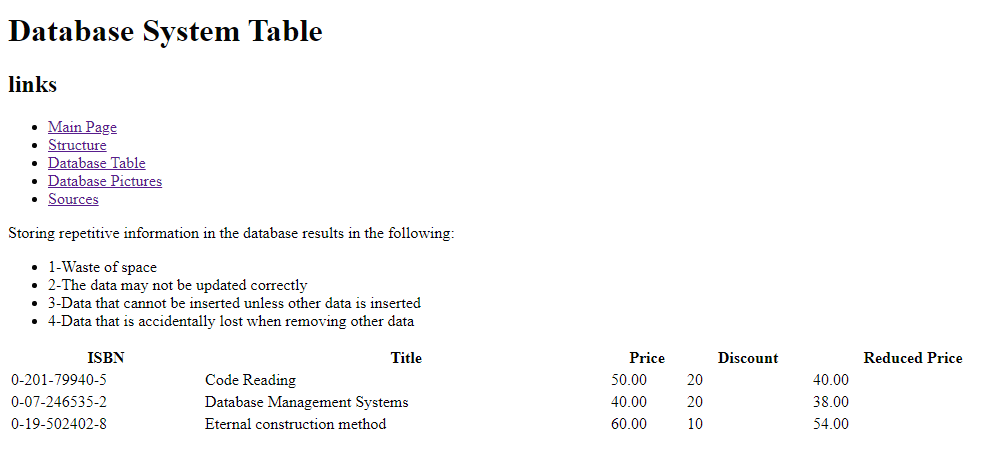 Database System Table
links
Main Page
Structure
Database Table
Database Pictures
Sources
Storing repetitive information in the database results in the following:
1-Waste of space
2-The data may not be updated correctly
3-Data that cannot be inserted unless other data is inserted
4-Data that is accidentally lost when removing other data
ISBN Title Price Discount Reduced Price
0-201-79940-5 Code Reading 50.00 20 40.00
0-07-246535-2 Database Management Systems 40.00 20 38.00
0-19-502402-8 Eternal construction method 60.00 10 54.00